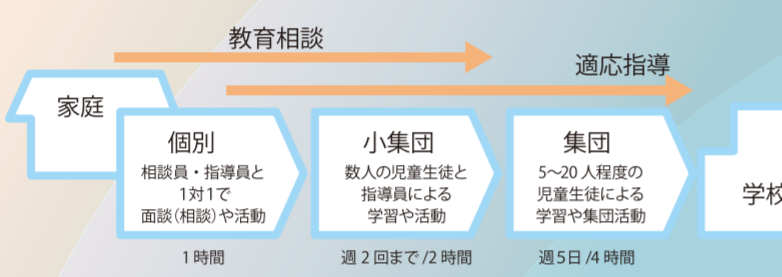 教育相談
適応指導
家庭
個別
相談員・指導員と
1対1で
面談(相談)や活動
1時間
小集団
数人の児童生徒と
指導員による
学習や活動
週2回まで/2時間
集団
5〜20人程度の
児童生徒による
学習や集団活動
週5日/4時間
学校